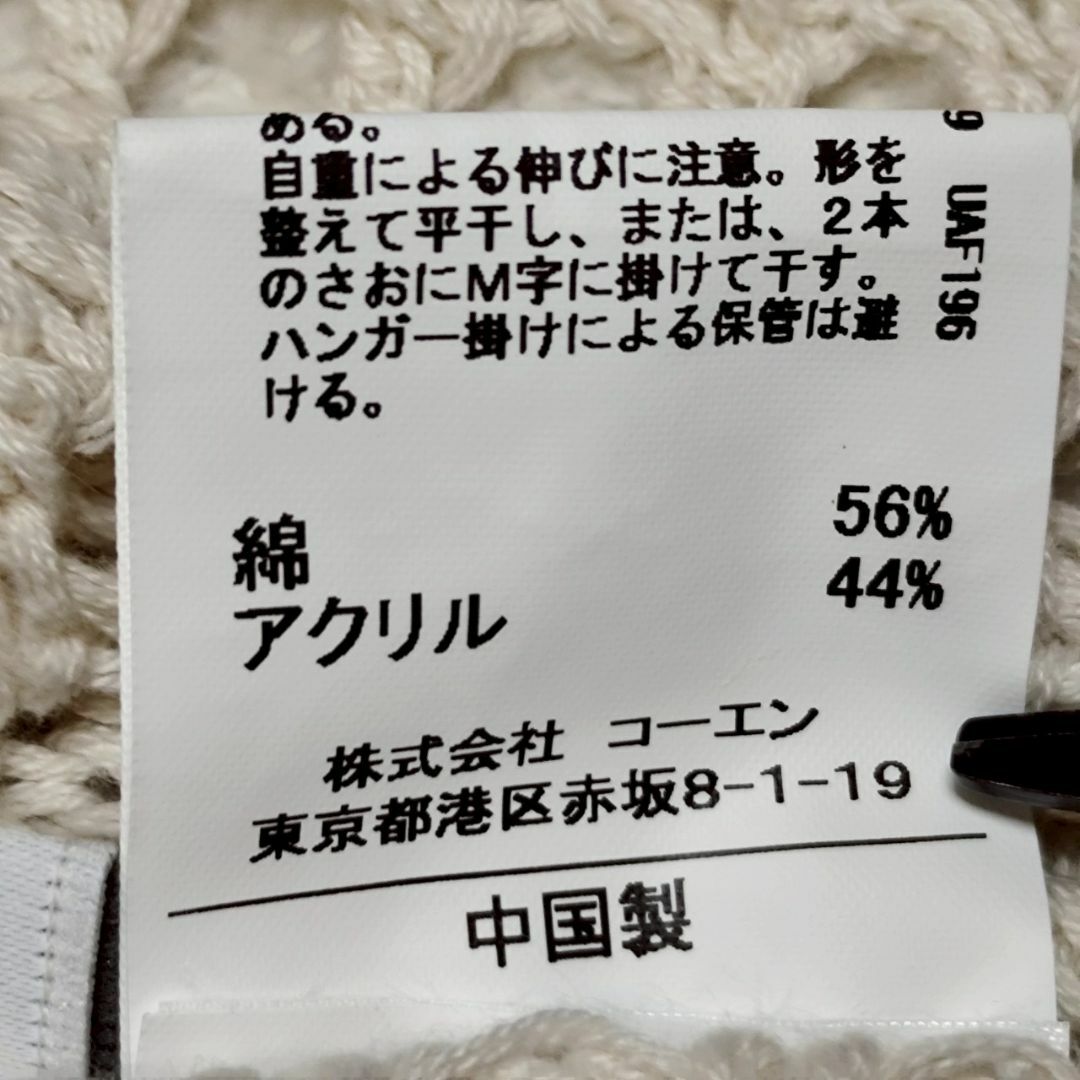 める。
自重による伸びに注意。形を
整えて平干し、または、2本
のさおにM字に掛けて干す。
ハンガー掛けによる保管は避
ける。
綿 56%
アクリル 44%
株式会社 コーエン
東京都港区赤坂8-1-19
中国製
9 UAF196